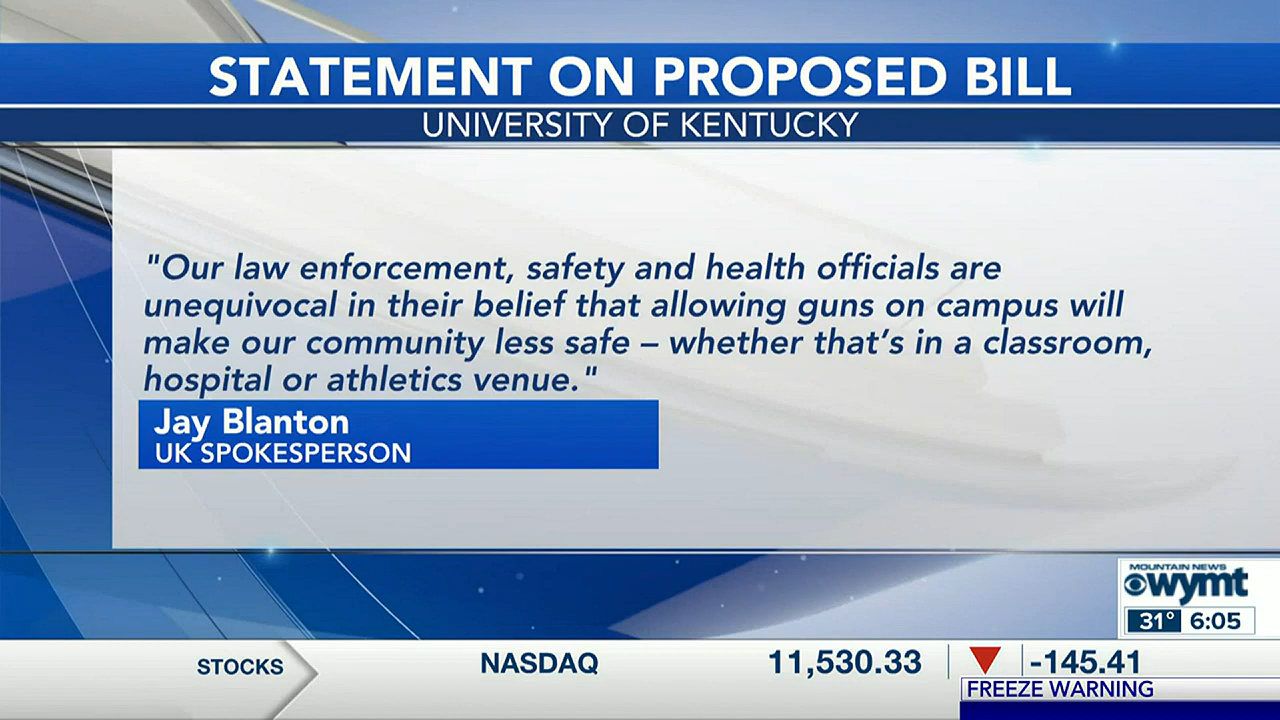 STATEMENT ON PROPOSED BILL
UNIVERSITY OF KENTUCKY
"Our law enforcement, safety and health officials are
unequivocal in their belief that allowing guns on campus will
make our community less safe – whether that's in a classroom,
hospital or athletics venue."
Jay Blanton
UK SPOKESPERSON
MOUNTAIN NEWS
wymt
31° 6:05
STOCKS NASDAQ 11,530.33 -145.41
FREEZE WARNING